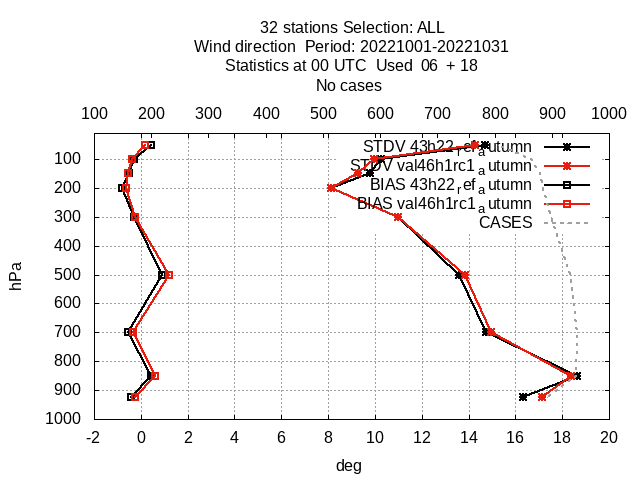 32 stations Selection: ALL
Wind direction  Period: 20221001-20221031
Statistics at 00 UTC  Used  06  + 18
No cases
100 200 300 400 500 600 700 800 900 1000
STDV 43h22_ref_autumn
STDV val46h1rc1_autumn
BIAS 43h22_ref_autumn
BIAS val46h1rc1_autumn
CASES
100
200
300
400
500
600
700
800
900
1000
hPa
-2 0 2 4 6 8 10 12 14 16 18 20
deg